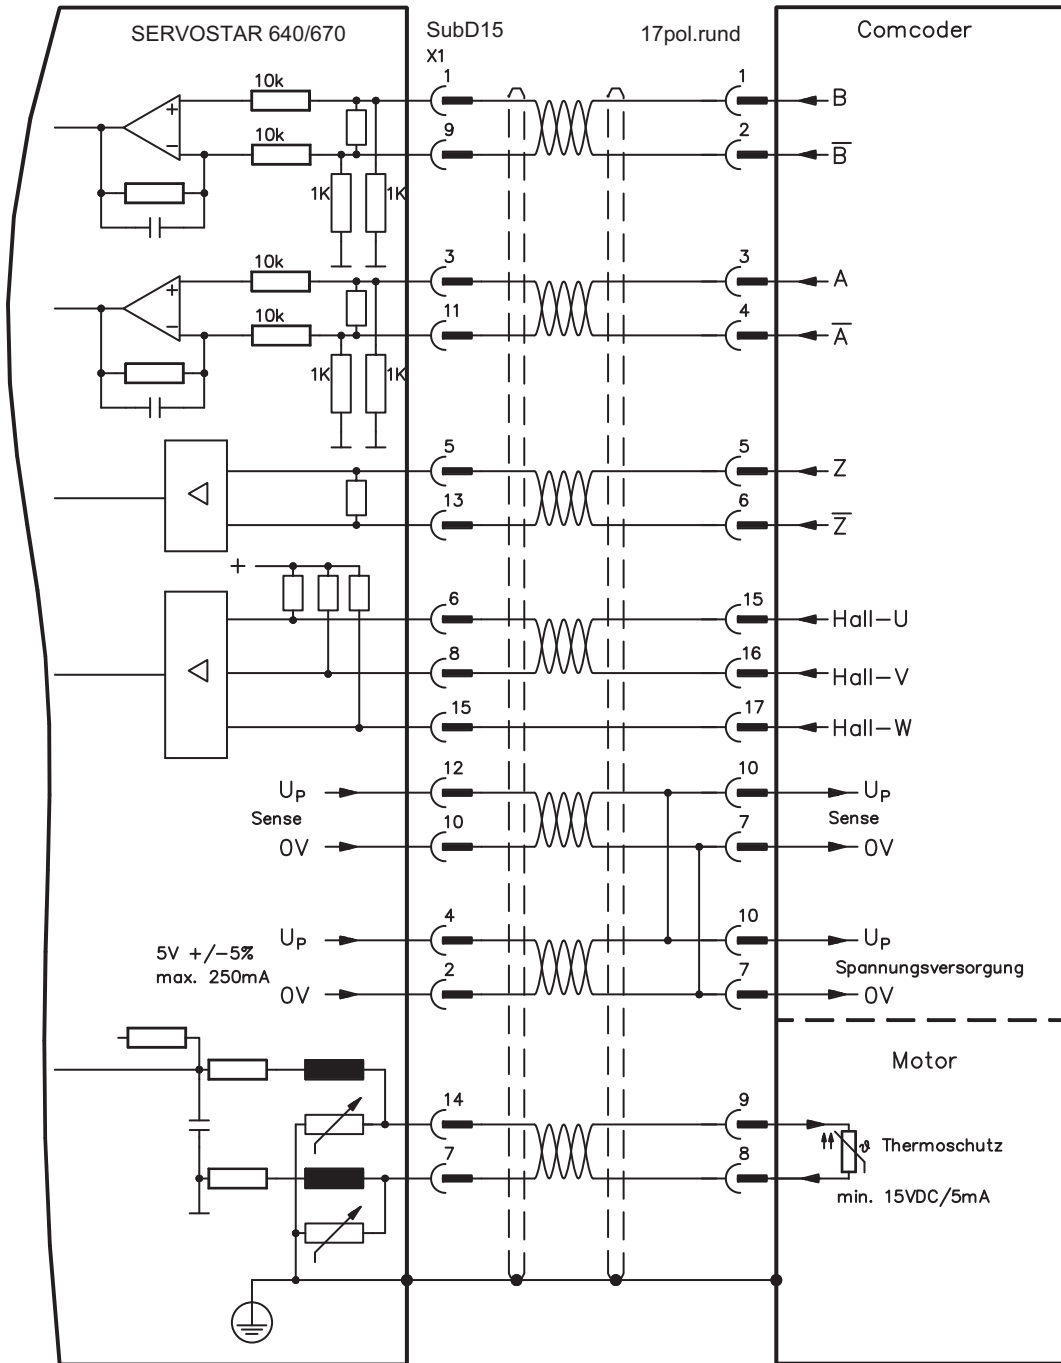 SERVOSTAR 640/670 SubD15 17pol.rund Comcoder
X1
10k 1 1 B
10k 9 2 B̅
1K 1K
10k 3 3 A
10k 11 4 A̅
1K 1K
5 5 Z
13 6 Z̅
+
6 15 Hall-U
8 16 Hall-V
15 17 Hall-W
UP 12 10 UP
Sense Sense
0V 10 7 0V
UP 4 10 UP
5V +/-5%
max. 250mA Spannungsversorgung
0V 2 7 0V
Motor
14 9
ϑ Thermoschutz
7 8
min. 15VDC/5mA